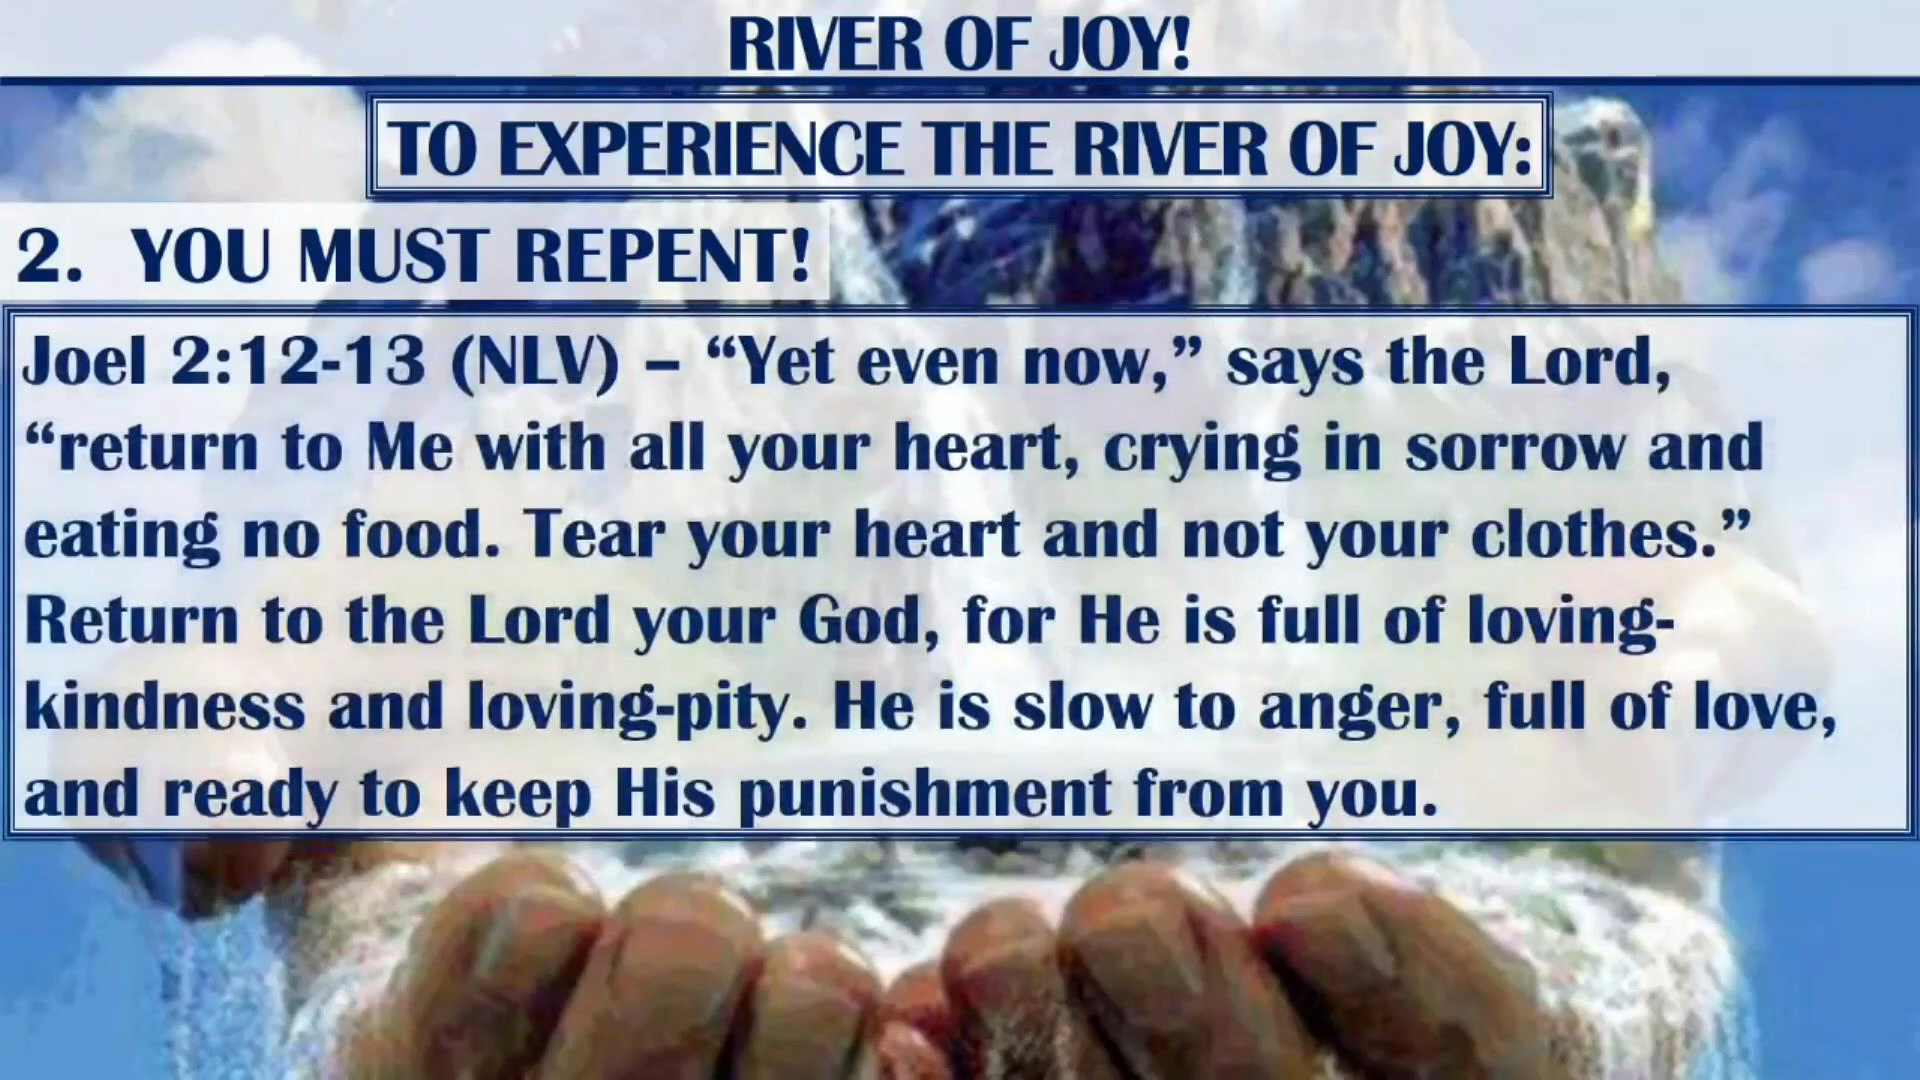 RIVER OF JOY!
TO EXPERIENCE THE RIVER OF JOY:
2. YOU MUST REPENT!
Joel 2:12-13 (NLV) – “Yet even now,” says the Lord,
“return to Me with all your heart, crying in sorrow and
eating no food. Tear your heart and not your clothes.”
Return to the Lord your God, for He is full of loving-
kindness and loving-pity. He is slow to anger, full of love,
and ready to keep His punishment from you.